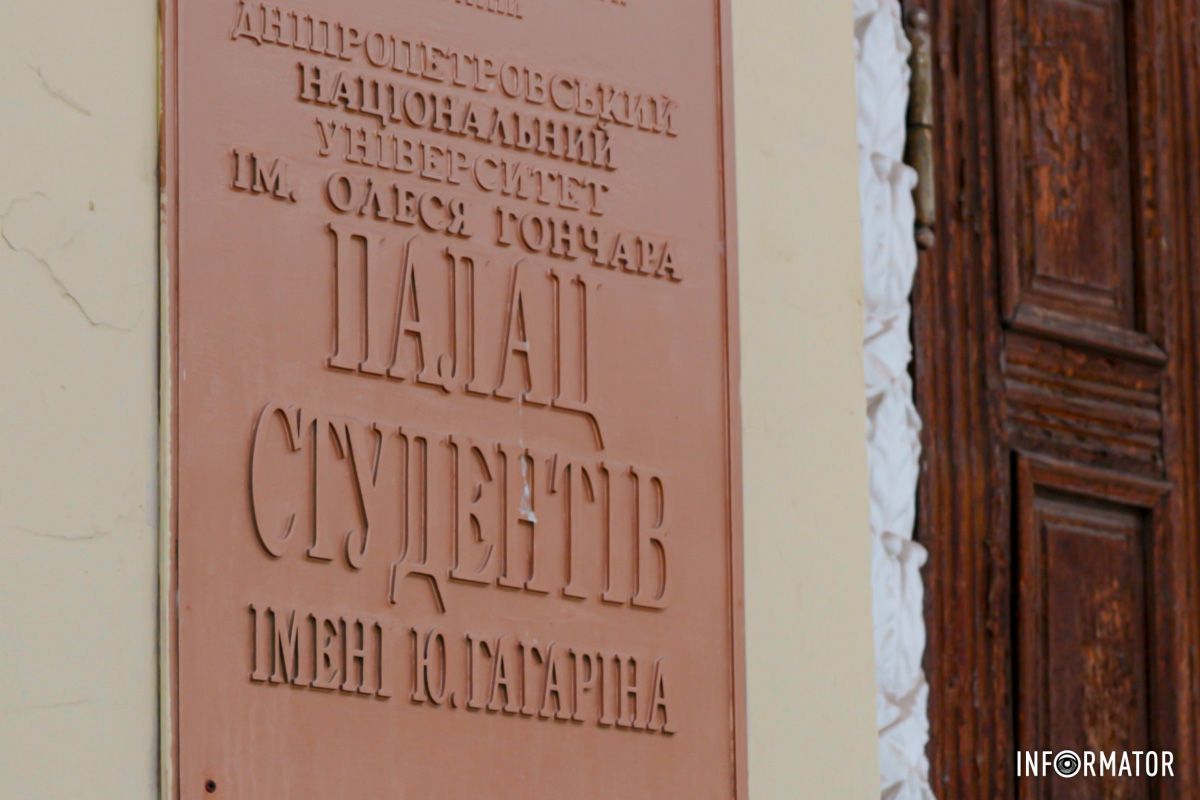 ДНІПРОПЕТРОВСЬКИЙ
НАЦІОНАЛЬНИЙ
УНІВЕРСИТЕТ
ІМ. ОЛЕСЯ ГОНЧАРА
ПАЛАЦ
СТУДЕНТІВ
ІМЕНІ Ю.ГАГАРІНА
INFORMATOR